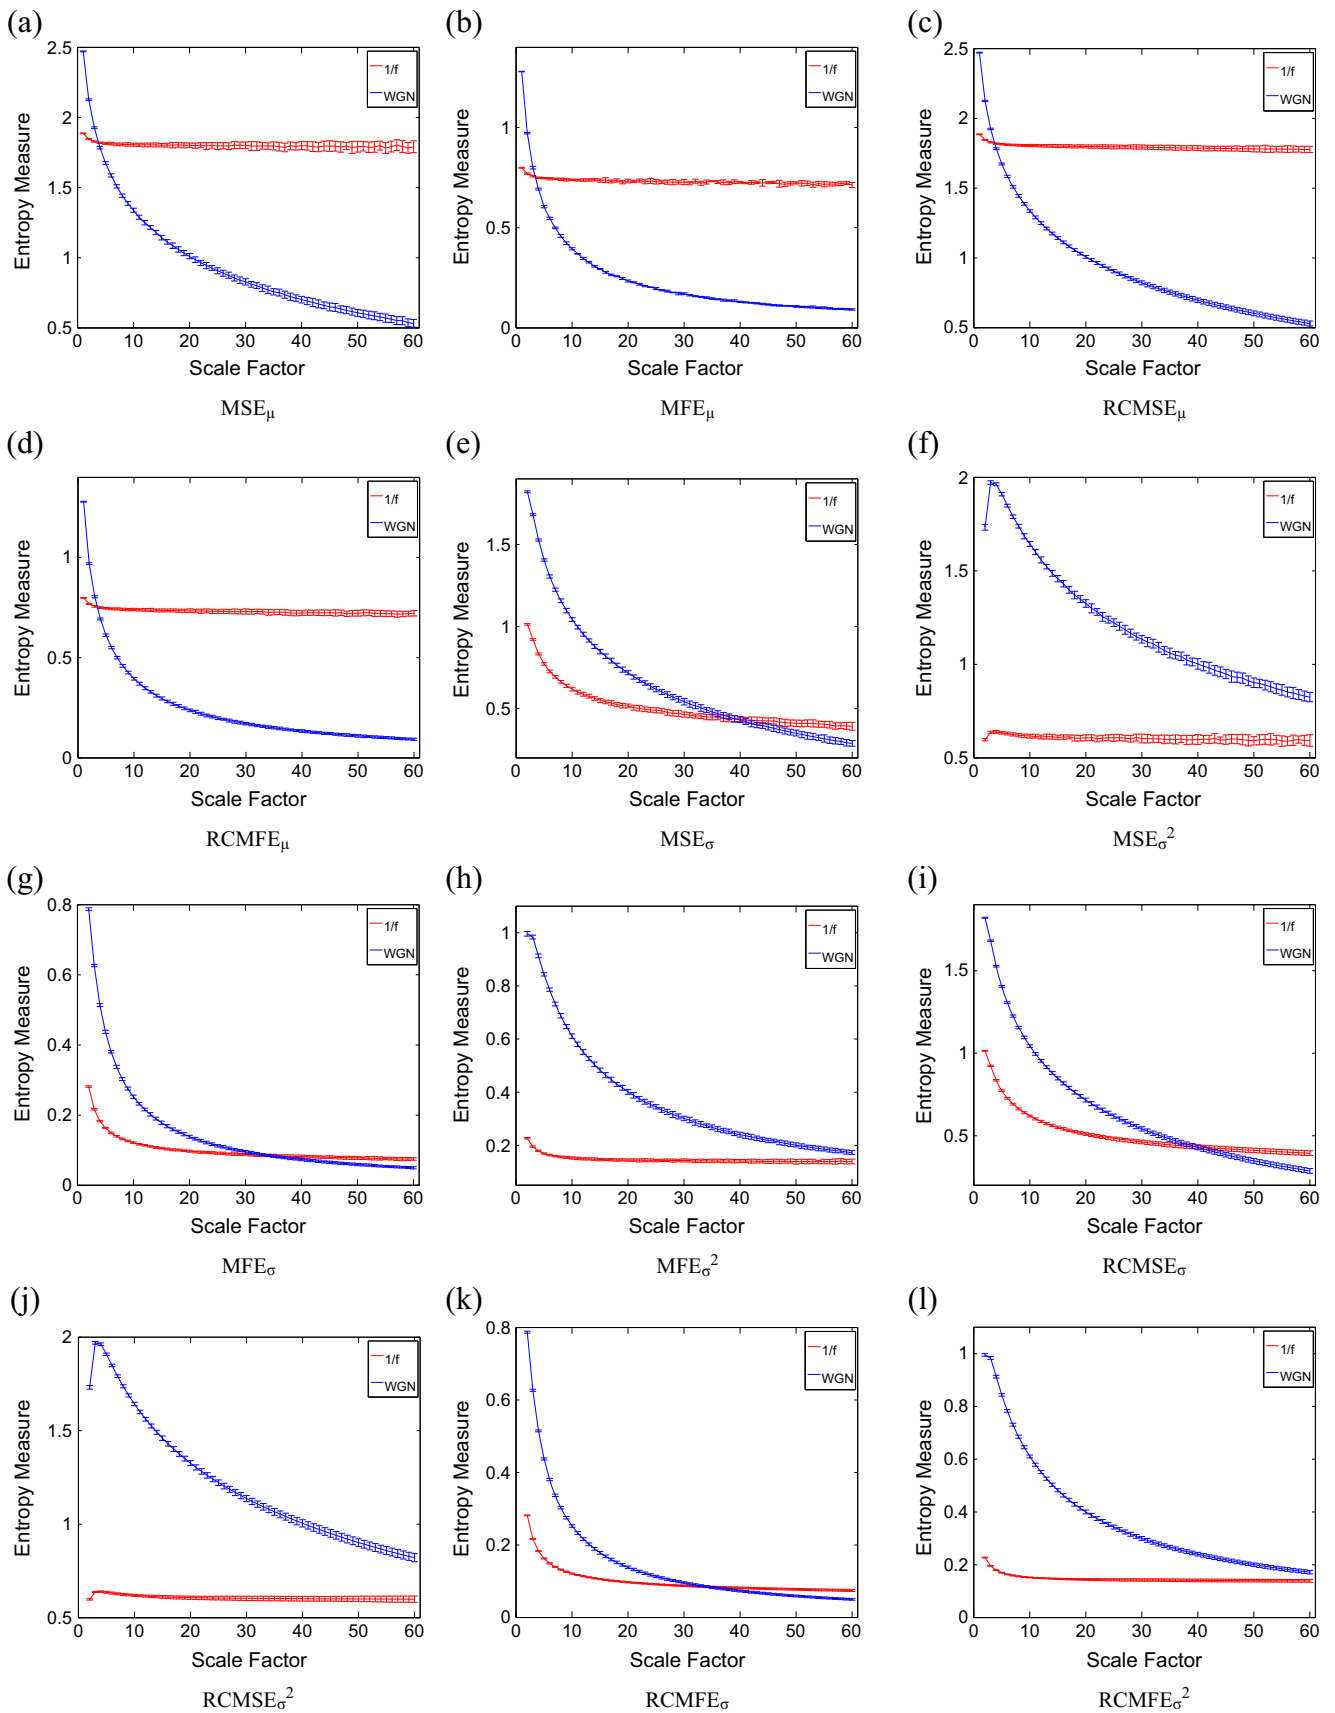 (a)
(b)
(c)
2.5
2
1.5
1
0.5
0 10 20 30 40 50 60
Entropy Measure
Scale Factor
1/f
WGN
MSEμ
1
0.5
0
0 10 20 30 40 50 60
Entropy Measure
Scale Factor
1/f
WGN
MFEμ
2.5
2
1.5
1
0.5
0 10 20 30 40 50 60
Entropy Measure
Scale Factor
1/f
WGN
RCMSEμ
(d)
(e)
(f)
1
0.5
0
0 10 20 30 40 50 60
Entropy Measure
Scale Factor
1/f
WGN
RCMFEμ
1.5
1
0.5
0 10 20 30 40 50 60
Entropy Measure
Scale Factor
1/f
WGN
MSEσ
2
1.5
1
0.5
0 10 20 30 40 50 60
Entropy Measure
Scale Factor
1/f
WGN
MSEσ²
(g)
(h)
(i)
0.8
0.6
0.4
0.2
0
0 10 20 30 40 50 60
Entropy Measure
Scale Factor
1/f
WGN
MFEσ
1
0.8
0.6
0.4
0.2
0 10 20 30 40 50 60
Entropy Measure
Scale Factor
1/f
WGN
MFEσ²
1.5
1
0.5
0 10 20 30 40 50 60
Entropy Measure
Scale Factor
1/f
WGN
RCMSEσ
(j)
(k)
(l)
2
1.5
1
0.5
0 10 20 30 40 50 60
Entropy Measure
Scale Factor
1/f
WGN
RCMSEσ²
0.8
0.6
0.4
0.2
0
0 10 20 30 40 50 60
Entropy Measure
Scale Factor
1/f
WGN
RCMFEσ
1
0.8
0.6
0.4
0.2
0
0 10 20 30 40 50 60
Entropy Measure
Scale Factor
1/f
WGN
RCMFEσ²